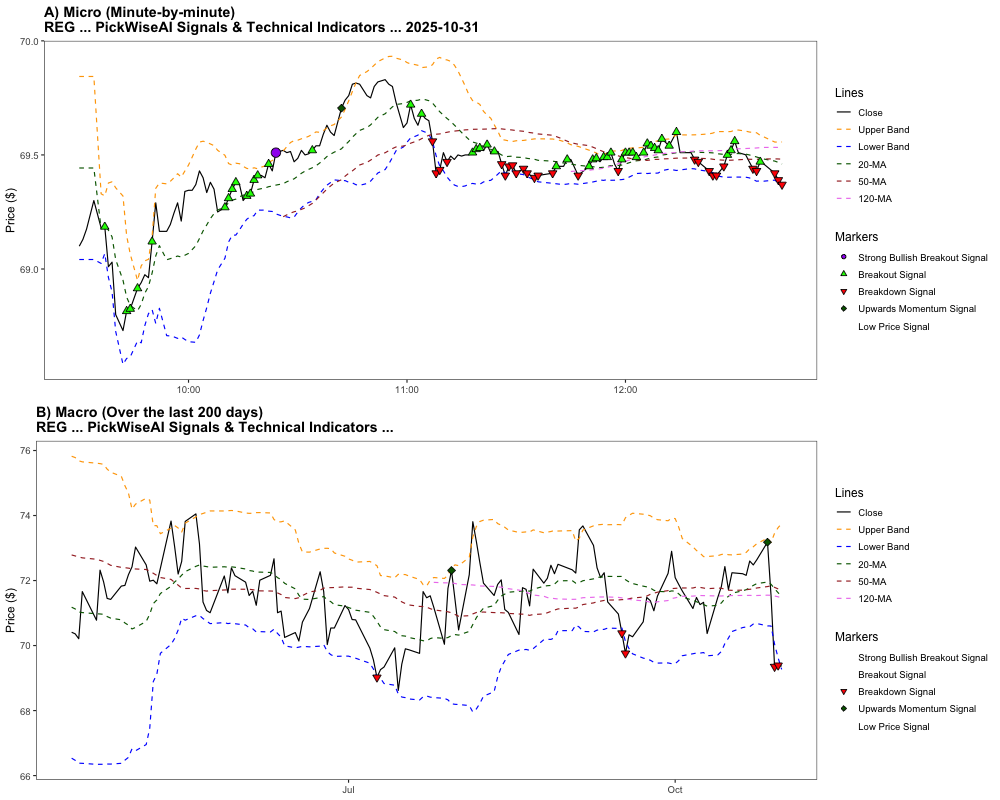 A) Micro (Minute-by-minute)
REG ... PickWiseAI Signals & Technical Indicators ... 2025-10-31
70.0
69.5
69.0
Price ($)
10:00
11:00
12:00
Lines
Close
Upper Band
Lower Band
20-MA
50-MA
120-MA
Markers
Strong Bullish Breakout Signal
Breakout Signal
Breakdown Signal
Upwards Momentum Signal
Low Price Signal
B) Macro (Over the last 200 days)
REG ... PickWiseAI Signals & Technical Indicators ...
76
74
72
70
68
66
Price ($)
Jul
Oct
Lines
Close
Upper Band
Lower Band
20-MA
50-MA
120-MA
Markers
Strong Bullish Breakout Signal
Breakout Signal
Breakdown Signal
Upwards Momentum Signal
Low Price Signal